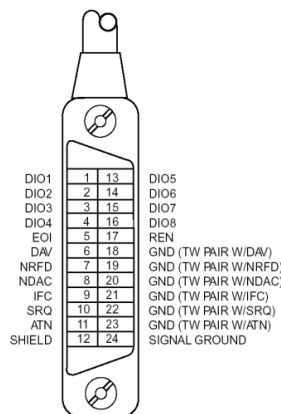 DIO1 1 13 DIO5
DIO2 2 14 DIO6
DIO3 3 15 DIO7
DIO4 4 16 DIO8
EOI 5 17 REN
DAV 6 18 GND (TW PAIR W/DAV)
NRFD 7 19 GND (TW PAIR W/NRFD)
NDAC 8 20 GND (TW PAIR W/NDAC)
IFC 9 21 GND (TW PAIR W/IFC)
SRQ 10 22 GND (TW PAIR W/SRQ)
ATN 11 23 GND (TW PAIR W/ATN)
SHIELD 12 24 SIGNAL GROUND